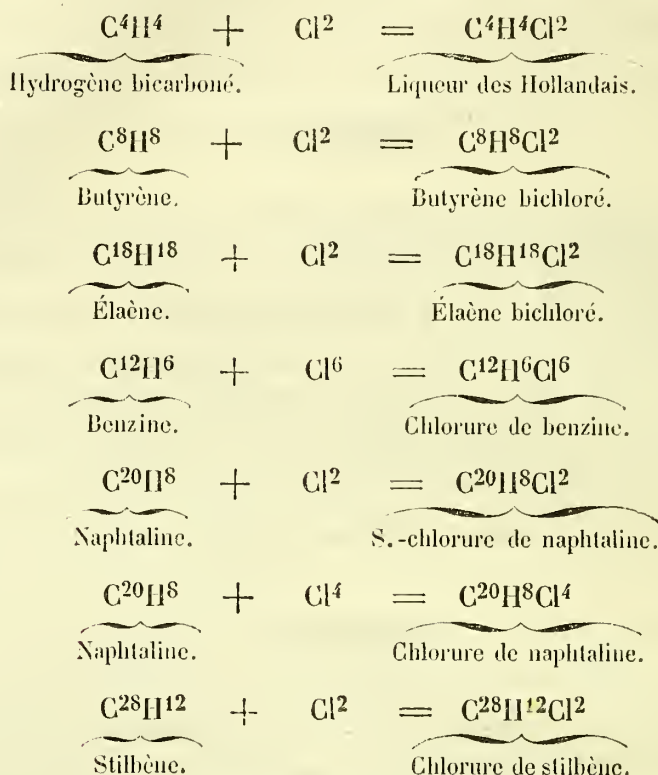 C⁴H⁴ + Cl² = C⁴H⁴Cl²
Hydrogène bicarboné. Liqueur des Hollandais.
C⁸H⁸ + Cl² = C⁸H⁸Cl²
Butyrène. Butyrène bichloré.
C¹⁸H¹⁸ + Cl² = C¹⁸H¹⁸Cl²
Élaène. Élaène bichloré.
C¹²H⁶ + Cl⁶ = C¹²H⁶Cl⁶
Benzine. Chlorure de benzine.
C²⁰H⁸ + Cl² = C²⁰H⁸Cl²
Naphtaline. S.-chlorure de naphtaline.
C²⁰H⁸ + Cl⁴ = C²⁰H⁸Cl⁴
Naphtaline. Chlorure de naphtaline.
C²⁸H¹² + Cl² = C²⁸H¹²Cl²
Stilbène. Chlorure de stilbène.